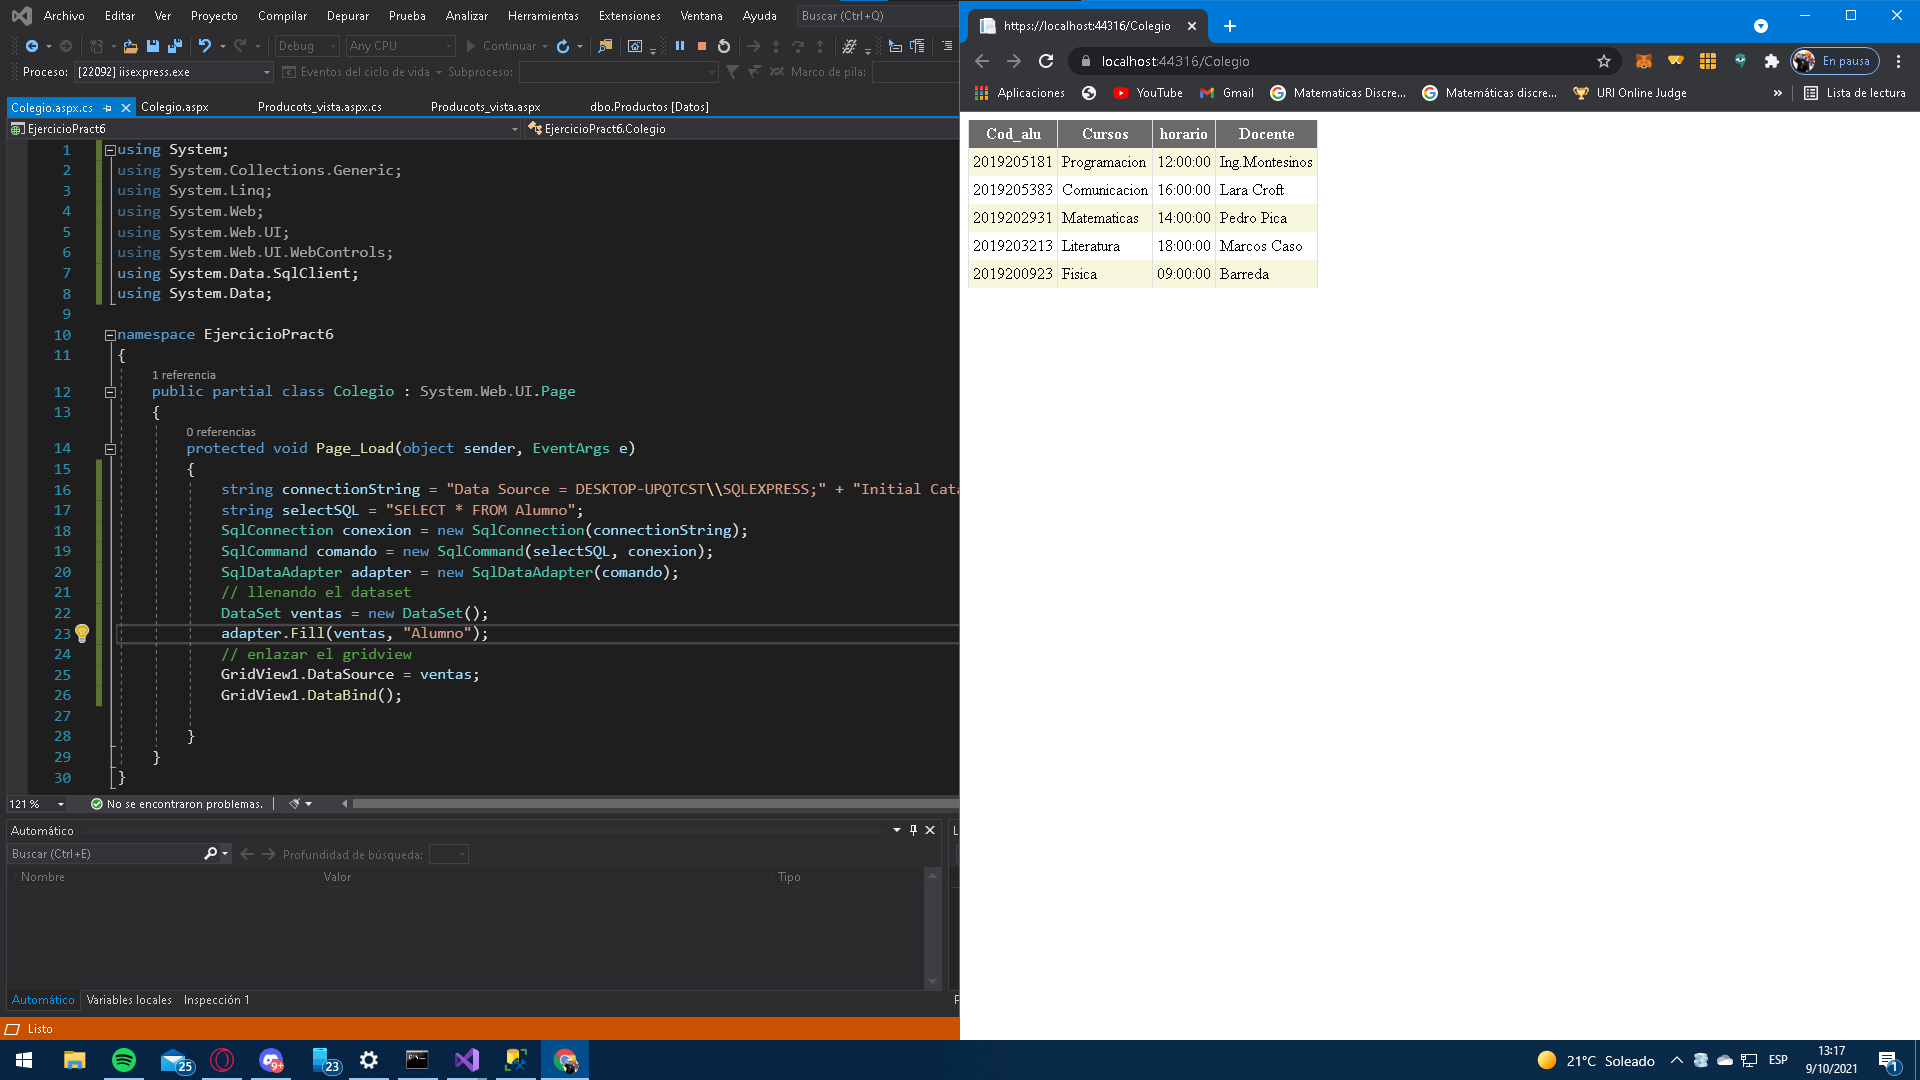 Archivo Editar Ver Proyecto Compilar Depurar Prueba Analizar Herramientas Extensiones Ventana Ayuda Buscar (Ctrl+Q)
Debug Any CPU Continuar
Proceso: [22092] iisexpress.exe Eventos del ciclo de vida Subproceso: Marco de pila:
Colegio.aspx.cs Colegio.aspx Producots_vista.aspx.cs Producots_vista.aspx dbo.Productos [Datos]
EjercicioPract6 EjercicioPract6.Colegio
1 using System;
2 using System.Collections.Generic;
3 using System.Linq;
4 using System.Web;
5 using System.Web.UI;
6 using System.Web.UI.WebControls;
7 using System.Data.SqlClient;
8 using System.Data;
9
10 namespace EjercicioPract6
11 {
1 referencia
12 public partial class Colegio : System.Web.UI.Page
13 {
0 referencias
14 protected void Page_Load(object sender, EventArgs e)
15 {
16 string connectionString = "Data Source = DESKTOP-UPQTCST\\SQLEXPRESS;" + "Initial Cata
17 string selectSQL = "SELECT * FROM Alumno";
18 SqlConnection conexion = new SqlConnection(connectionString);
19 SqlCommand comando = new SqlCommand(selectSQL, conexion);
20 SqlDataAdapter adapter = new SqlDataAdapter(comando);
21 // llenando el dataset
22 DataSet ventas = new DataSet();
23 adapter.Fill(ventas, "Alumno");
24 // enlazar el gridview
25 GridView1.DataSource = ventas;
26 GridView1.DataBind();
27
28 }
29 }
30 }
121 % No se encontraron problemas.
Automático
Buscar (Ctrl+E) Profundidad de búsqueda:
Nombre Valor Tipo
Automático Variables locales Inspección 1
Listo
https://localhost:44316/Colegio
localhost:44316/Colegio En pausa
Aplicaciones YouTube Gmail Matematicas Discre... Matemáticas discre... URI Online Judge » Lista de lectura
Cod_alu Cursos horario Docente
2019205181 Programacion 12:00:00 Ing.Montesinos
2019205383 Comunicacion 16:00:00 Lara Croft
2019202931 Matematicas 14:00:00 Pedro Pica
2019203213 Literatura 18:00:00 Marcos Caso
2019200923 Fisica 09:00:00 Barreda
25 9+ 23 21°C Soleado ESP 13:17 1
9/10/2021